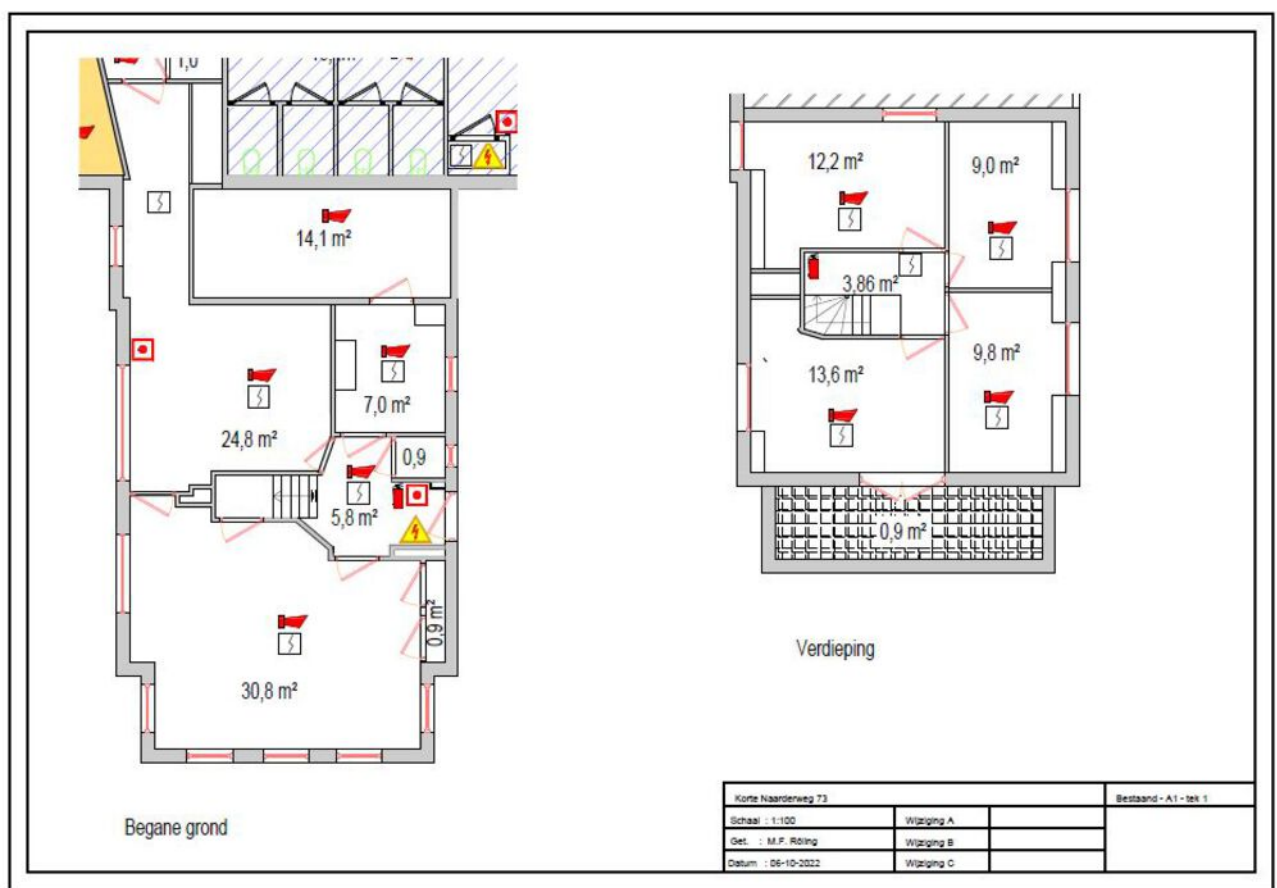 1,0
14,1 m²
24,8 m²
7,0 m²
0,9
5,8 m²
0,9 m²
30,8 m²
Begane grond
12,2 m²
9,0 m²
3,86 m²
13,6 m²
9,8 m²
0,9 m²
Verdieping
Korte Naarderweg 73
Bestaand - A1 - tek 1
Schaal : 1:100
Wijziging A
Get. : M.F. Röling
Wijziging B
Datum : 06-10-2022
Wijziging C